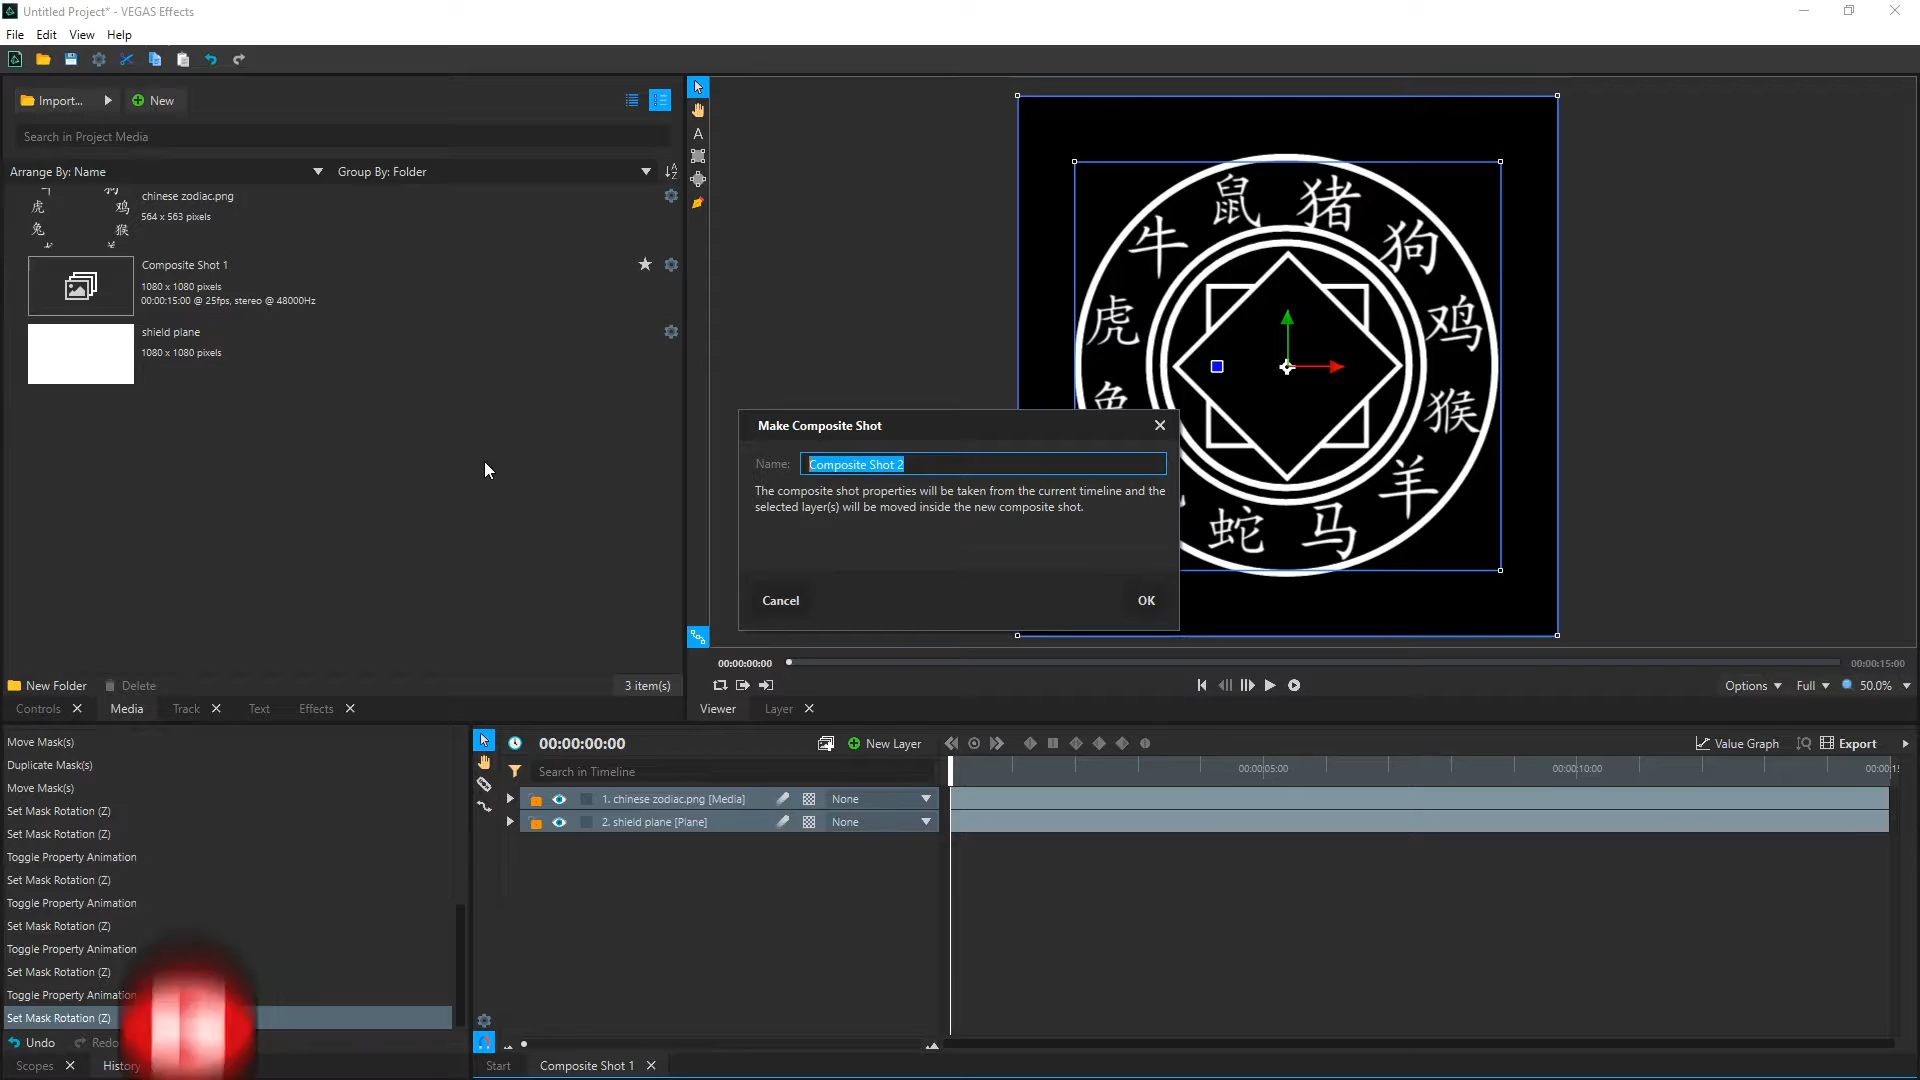 Untitled Project* - VEGAS Effects
File Edit View Help
Import... New
Search in Project Media
Arrange By: Name Group By: Folder
chinese zodiac.png
564 x 563 pixels
虎 鸡
兔 猴
Composite Shot 1
1080 x 1080 pixels
00:00:15:00 @ 25fps, stereo @ 48000Hz
shield plane
1080 x 1080 pixels
New Folder Delete 3 item(s)
Controls Media Track Text Effects
A
鼠 猪
牛 狗
虎 鸡
兔 猴
羊
蛇 马
Make Composite Shot
Name: Composite Shot 2
The composite shot properties will be taken from the current timeline and the
selected layer(s) will be moved inside the new composite shot.
Cancel OK
00:00:00:00 00:00:15:00
Options Full 50.0%
Viewer Layer
Move Mask(s)
Duplicate Mask(s)
Move Mask(s)
Set Mask Rotation (Z)
Set Mask Rotation (Z)
Toggle Property Animation
Set Mask Rotation (Z)
Toggle Property Animation
Set Mask Rotation (Z)
Toggle Property Animation
Set Mask Rotation (Z)
Toggle Property Animation
Set Mask Rotation (Z)
Undo Redo
Scopes History
00:00:00:00 New Layer Value Graph Export
Search in Timeline
00:00:05:00 00:00:10:00 00:00:1
1. chinese zodiac.png [Media] None
2. shield plane [Plane] None
Start Composite Shot 1